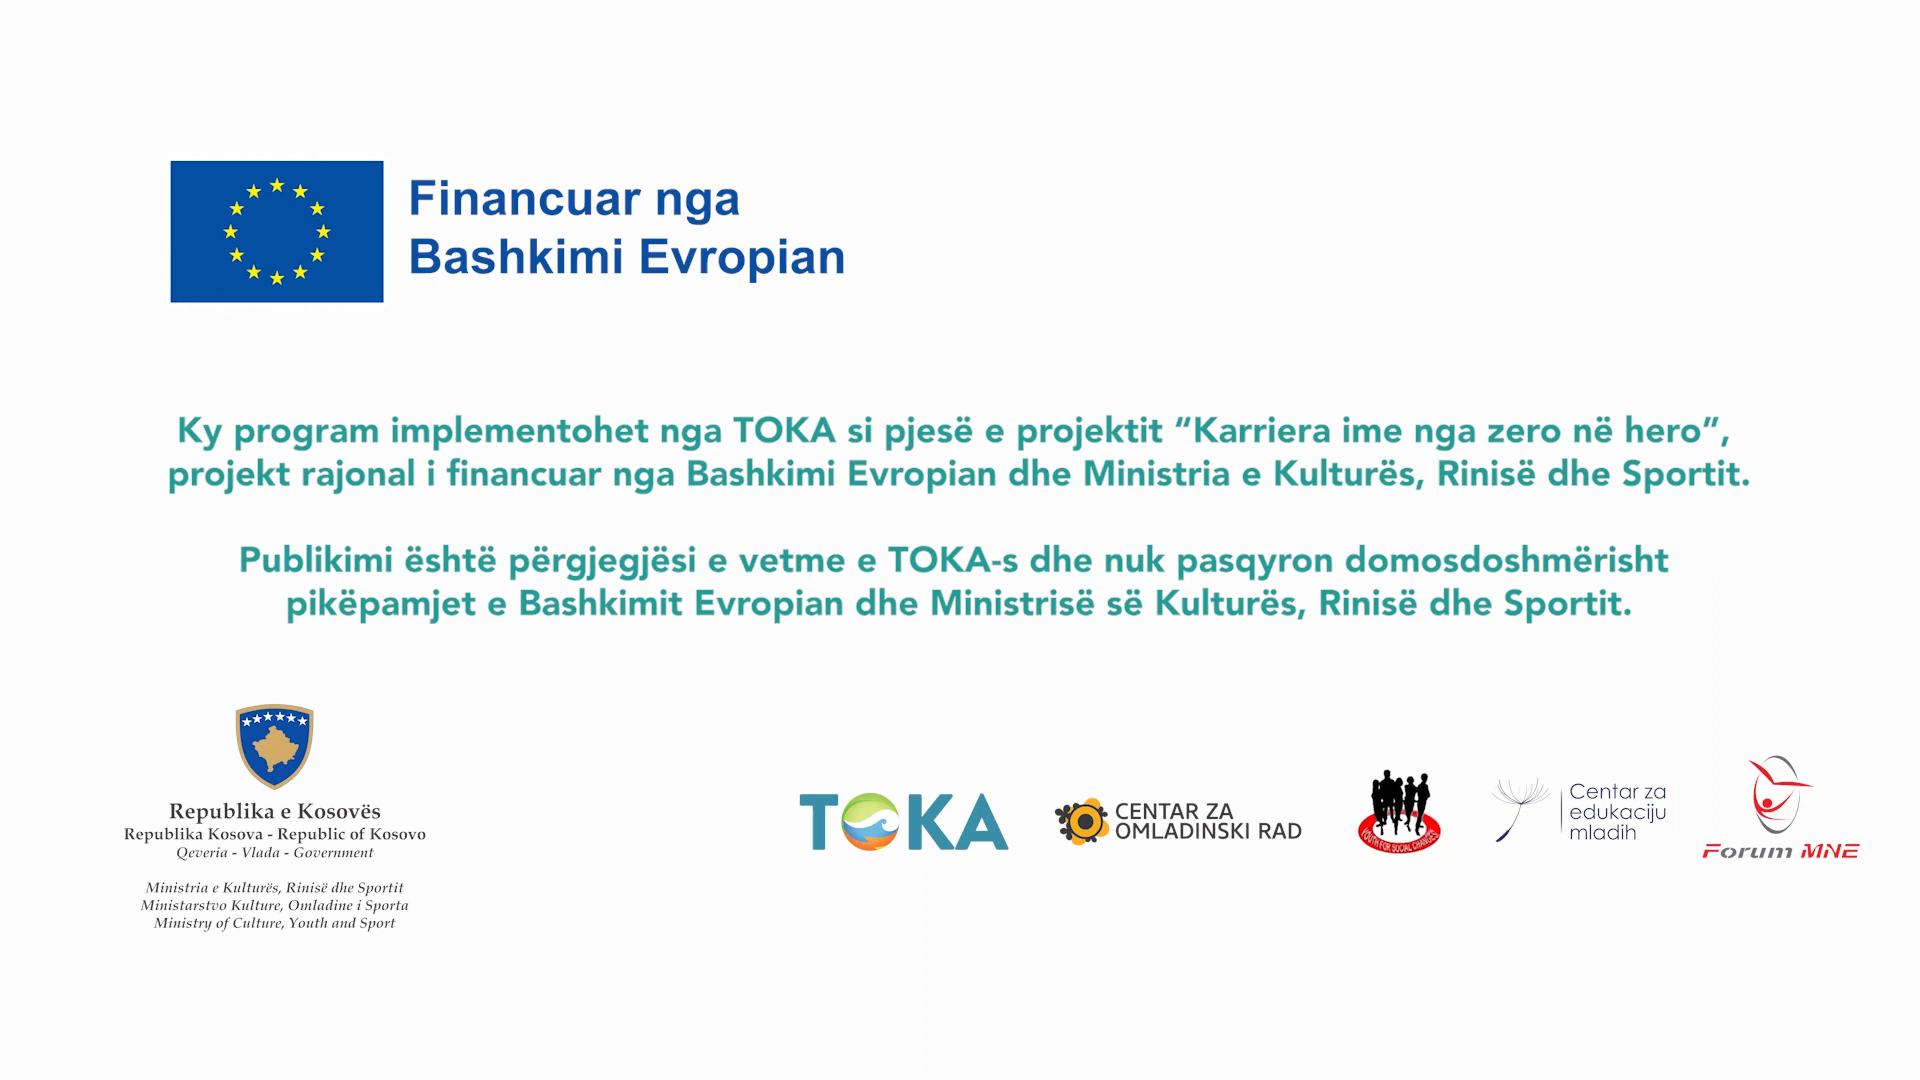 Financuar nga
Bashkimi Evropian
Ky program implementohet nga TOKA si pjesë e projektit “Karriera ime nga zero në hero”,
projekt rajonal i financuar nga Bashkimi Evropian dhe Ministria e Kulturës, Rinisë dhe Sportit.
Publikimi është përgjegjësi e vetme e TOKA-s dhe nuk pasqyron domosdoshmërisht
pikëpamjet e Bashkimit Evropian dhe Ministrisë së Kulturës, Rinisë dhe Sportit.
Republika e Kosovës
Republika Kosova - Republic of Kosovo
Qeveria - Vlada - Government
Ministria e Kulturës, Rinisë dhe Sportit
Ministarstvo Kulture, Omladine i Sporta
Ministry of Culture, Youth and Sport
TOKA
CENTAR ZA
OMLADINSKI RAD
YOUTH FOR SOCIAL CHANGES
Centar za
edukaciju
mladih
Forum MNE